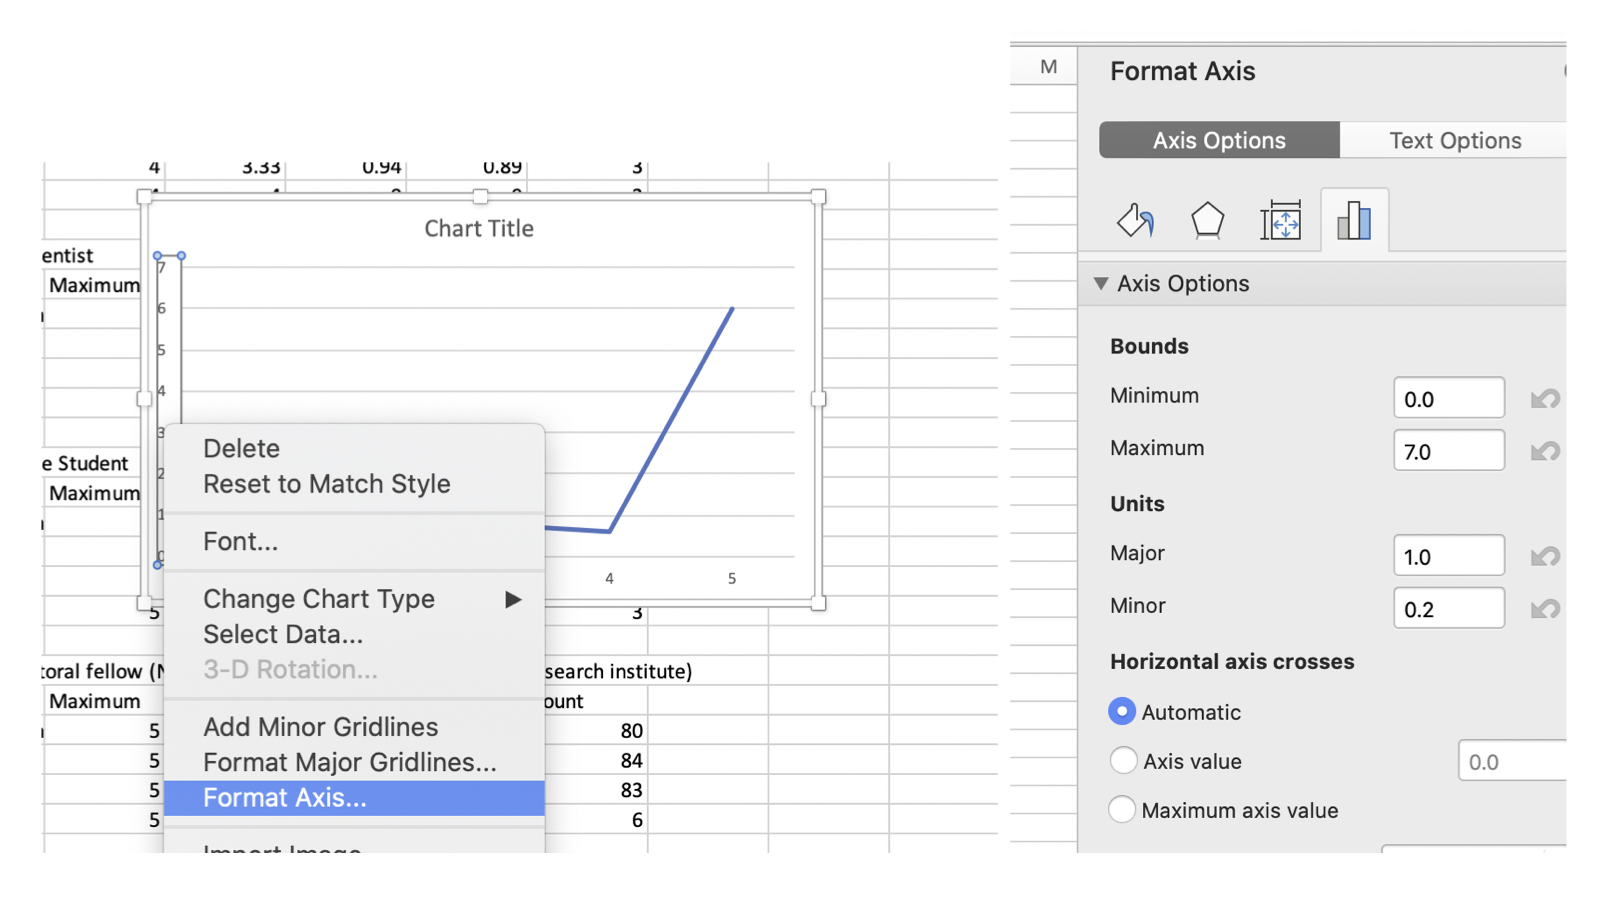 4 3.33 0.94 0.89 3
Chart Title
entist
Maximum
7
6
5
4
3
2
1
0
4 5
e Student
Maximum
Delete
Reset to Match Style
Font...
Change Chart Type
Select Data...
3-D Rotation...
Add Minor Gridlines
Format Major Gridlines...
Format Axis...
Import Image
5 3
toral fellow (N search institute)
Maximum ount
5 80
5 84
5 83
5 6
M
Format Axis
Axis Options Text Options
Axis Options
Bounds
Minimum 0.0
Maximum 7.0
Units
Major 1.0
Minor 0.2
Horizontal axis crosses
Automatic
Axis value 0.0
Maximum axis value